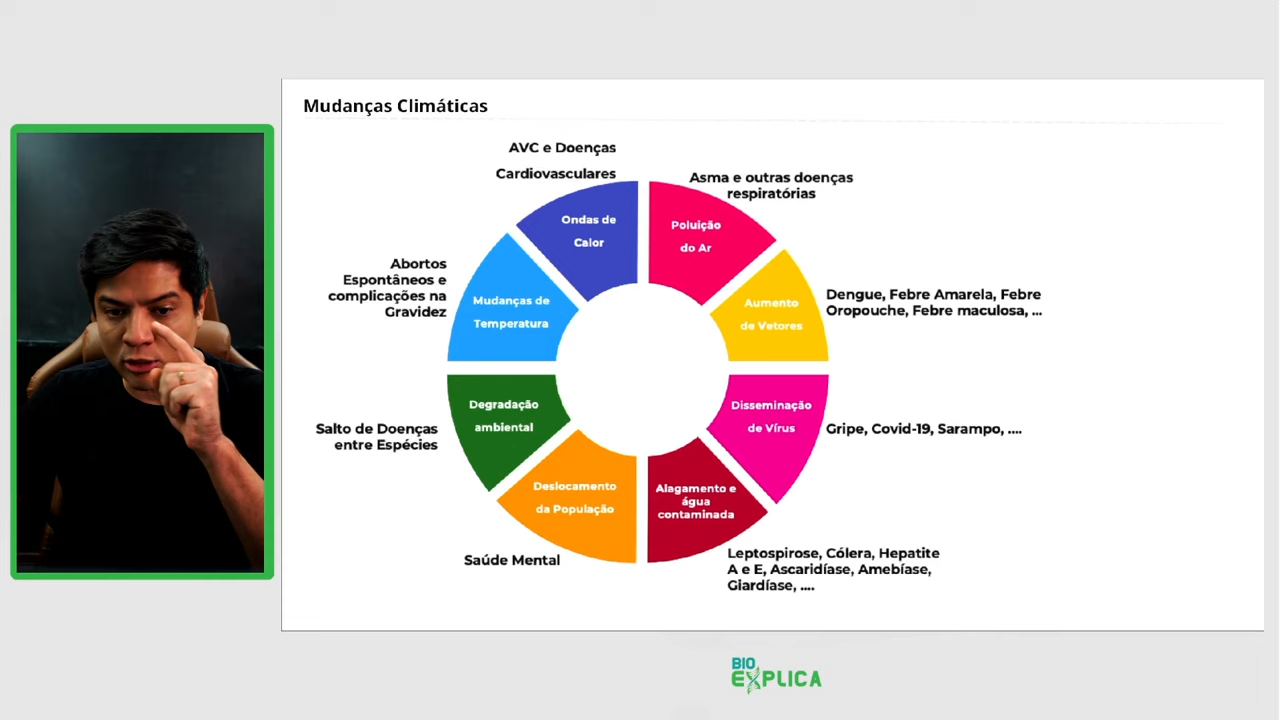 Mudanças Climáticas
AVC e Doenças
Cardiovasculares
Asma e outras doenças
respiratórias
Ondas de
Calor
Poluição
do Ar
Abortos
Espontâneos e
complicações na
Gravidez
Mudanças de
Temperatura
Aumento
de Vetores
Dengue, Febre Amarela, Febre
Oropouche, Febre maculosa, ...
Salto de Doenças
entre Espécies
Degradação
ambiental
Disseminação
de Vírus
Gripe, Covid-19, Sarampo, ....
Deslocamento
da População
Alagamento e
água
contaminada
Saúde Mental
Leptospirose, Cólera, Hepatite
A e E, Ascaridíase, Amebíase,
Giardíase, ....
BIO
EXPLICA